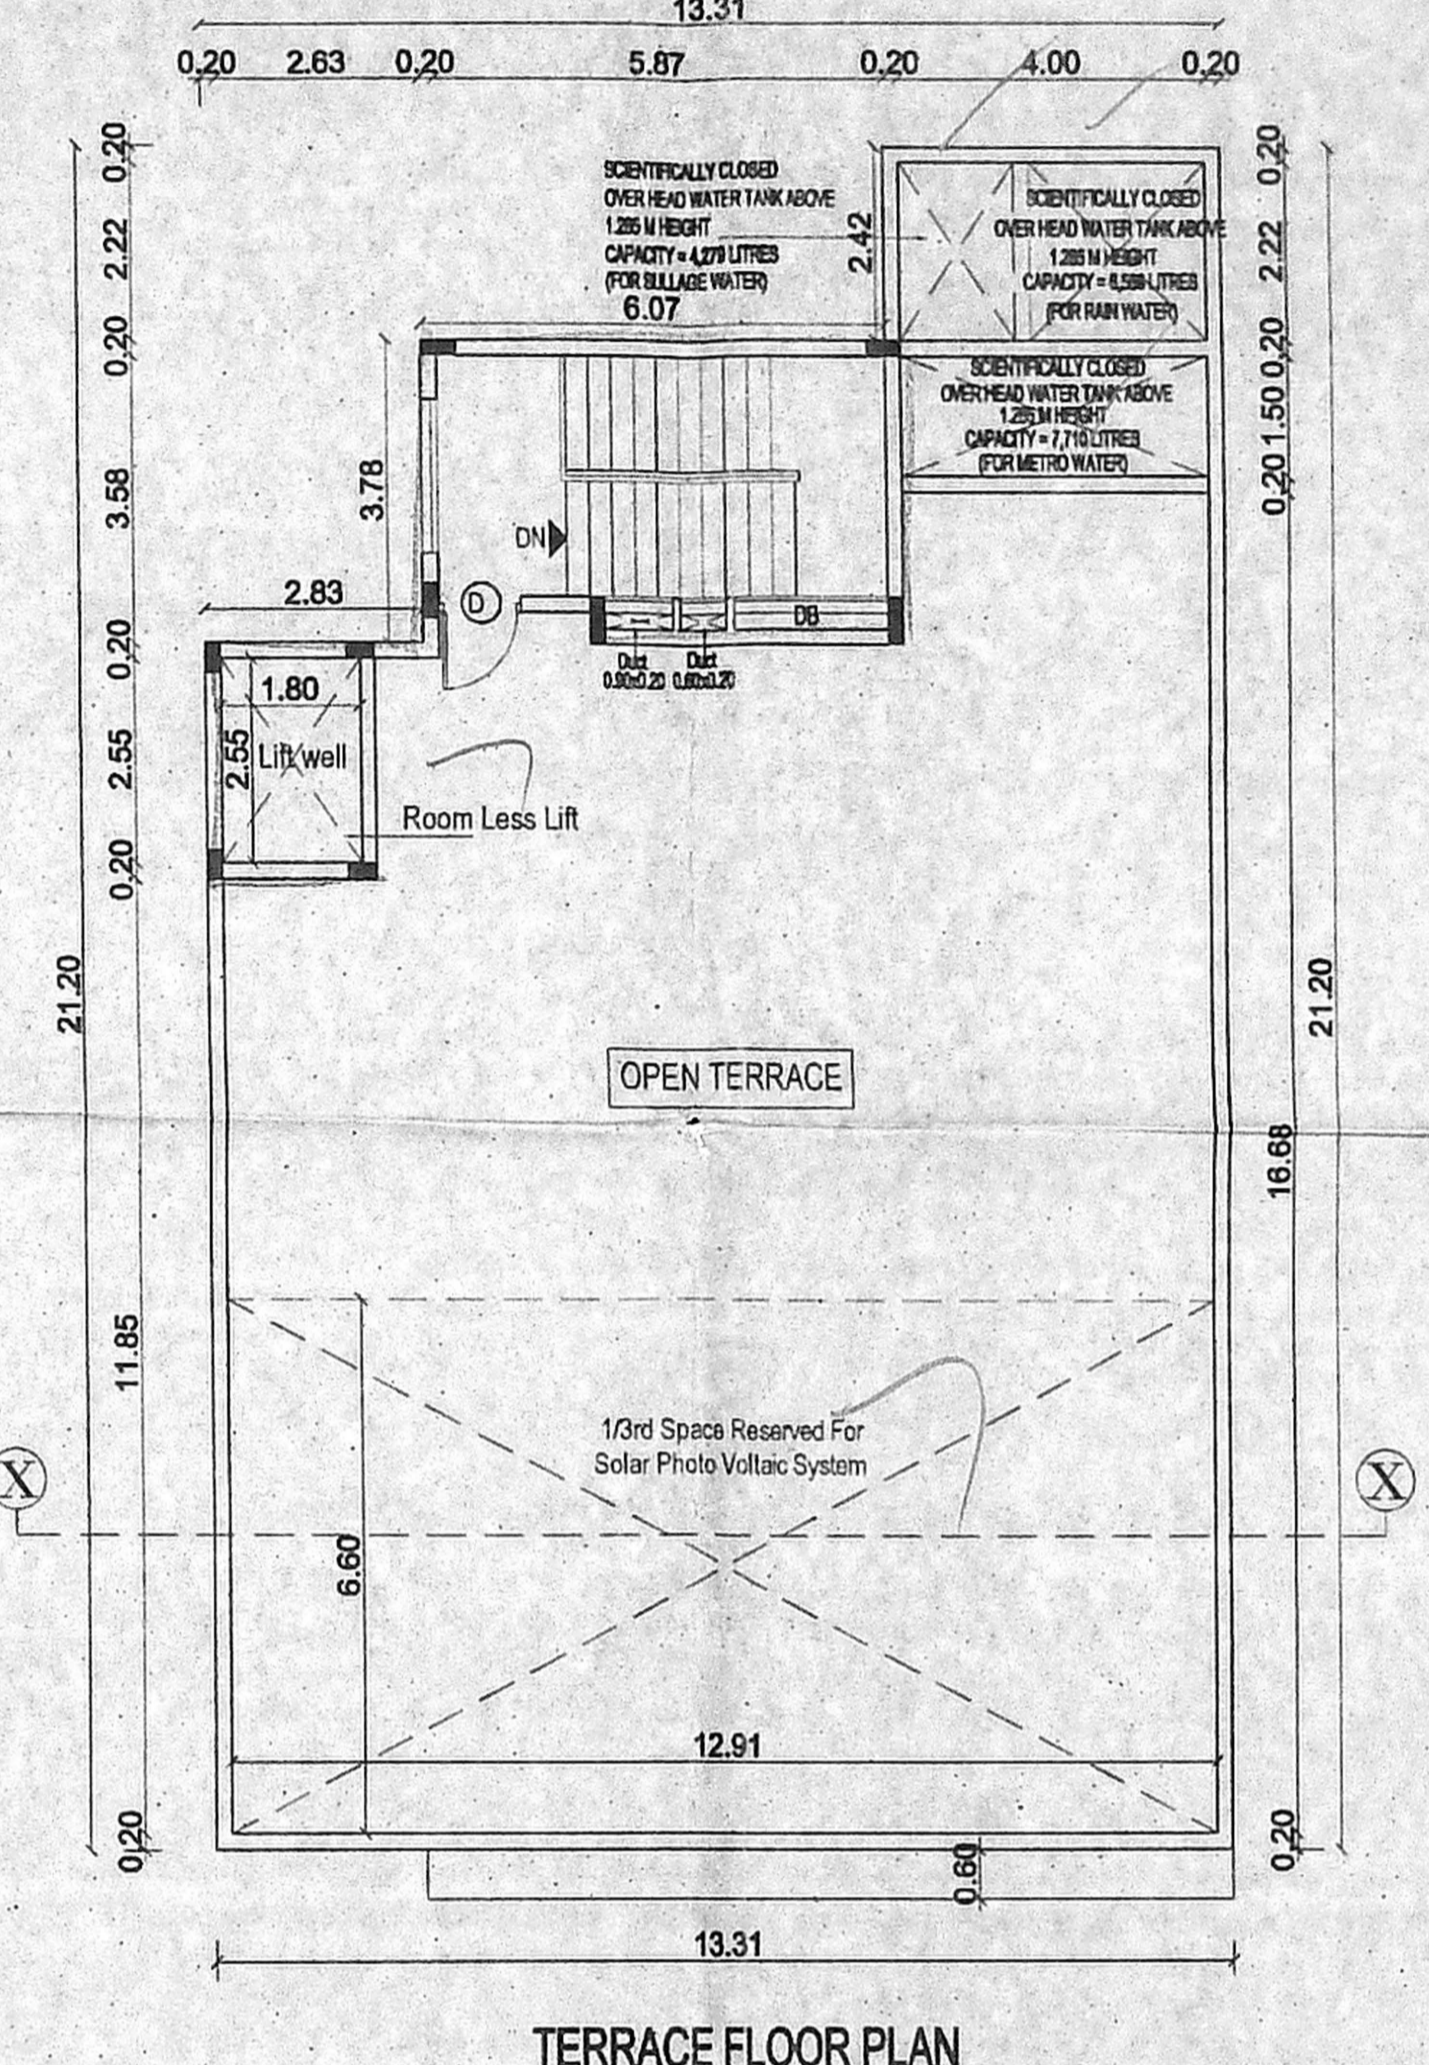 13.31
0.20 2.63 0.20 5.87 0.20 4.00 0.20
0.20
0.20
SCIENTIFICALLY CLOSED
OVER HEAD WATER TANK ABOVE
1.285 M HEIGHT
CAPACITY = 4,279 LITRES
(FOR SULLAGE WATER)
SCIENTIFICALLY CLOSED
OVER HEAD WATER TANK ABOVE
1.285 M HEIGHT
CAPACITY = LITRES
(FOR RAIN WATER)
2.22
2.42
2.22
6.07
0.20
0.20
SCIENTIFICALLY CLOSED
OVER HEAD WATER TANK ABOVE
1.285 M HEIGHT
CAPACITY = 7,710 LITRES
(FOR METRO WATER)
1.50
0.20
3.58
3.78
DN
2.83
D
DB
0.20
Duct Duct
0.90x0.20 0.60x0.20
1.80
2.55
2.55
Lift well
Room Less Lift
0.20
21.20
21.20
OPEN TERRACE
16.68
11.85
1/3rd Space Reserved For
Solar Photo Voltaic System
X
X
6.60
12.91
0.20
0.20
0.60
13.31
TERRACE FLOOR PLAN